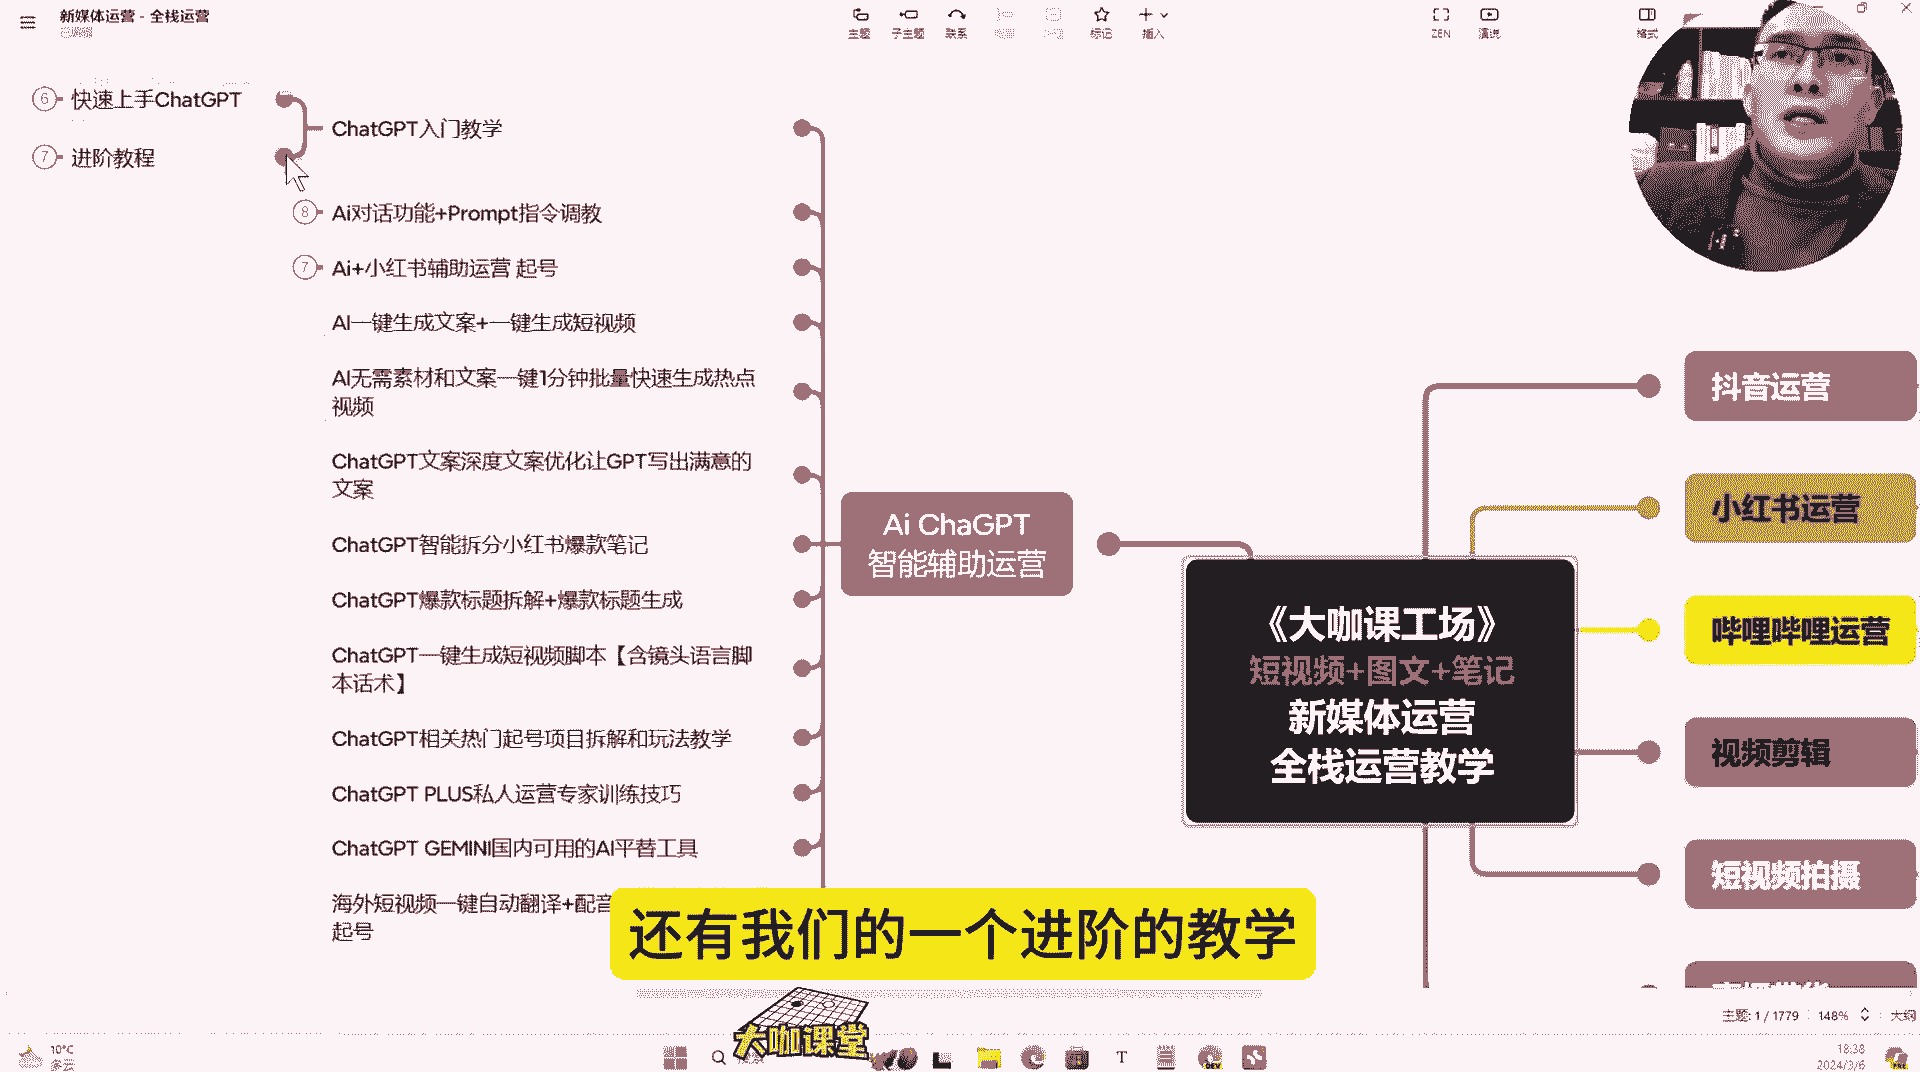 新媒体运营 - 全栈运营
主题
子主题
联系
标记
插入
ZEN
演说
格式
快速上手ChatGPT
进阶教程
ChatGPT入门教学
Ai对话功能+Prompt指令调教
Ai+小红书辅助运营 起号
AI一键生成文案+一键生成短视频
AI无需素材和文案一键1分钟批量快速生成热点
视频
ChatGPT文案深度文案优化让GPT写出满意的
文案
ChatGPT智能拆分小红书爆款笔记
ChatGPT爆款标题拆解+爆款标题生成
ChatGPT一键生成短视频脚本【含镜头语言脚
本话术】
ChatGPT相关热门起号项目拆解和玩法教学
ChatGPT PLUS私人运营专家训练技巧
ChatGPT GEMINI国内可用的AI平替工具
海外短视频一键自动翻译+配音
起号
6
7
8
7
Ai ChaGPT
智能辅助运营
《大咖课工场》
短视频+图文+笔记
新媒体运营
全栈运营教学
抖音运营
小红书运营
哔哩哔哩运营
视频剪辑
短视频拍摄
还有我们的一个进阶的教学
大咖课堂
主题: 1 / 1779
148%
大纲
10°C
多云
18:38
2024/3/6